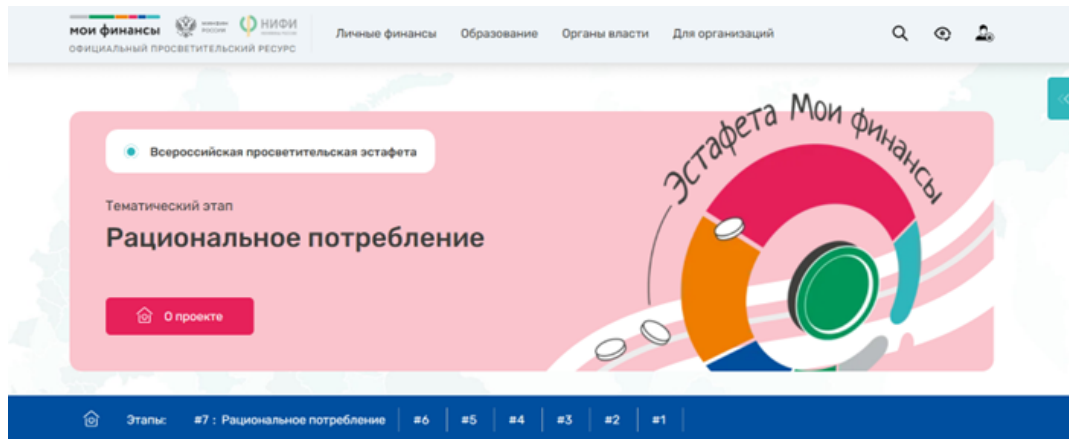 мои финансы
НИФИ
ОФИЦИАЛЬНЫЙ ПРОСВЕТИТЕЛЬСКИЙ РЕСУРС
Личные финансы
Образование
Органы власти
Для организаций
Эстафета Мои финансы
Всероссийская просветительская эстафета
Тематический этап
Рациональное потребление
О проекте
Этапы: #7 : Рациональное потребление #6 #5 #4 #3 #2 #1